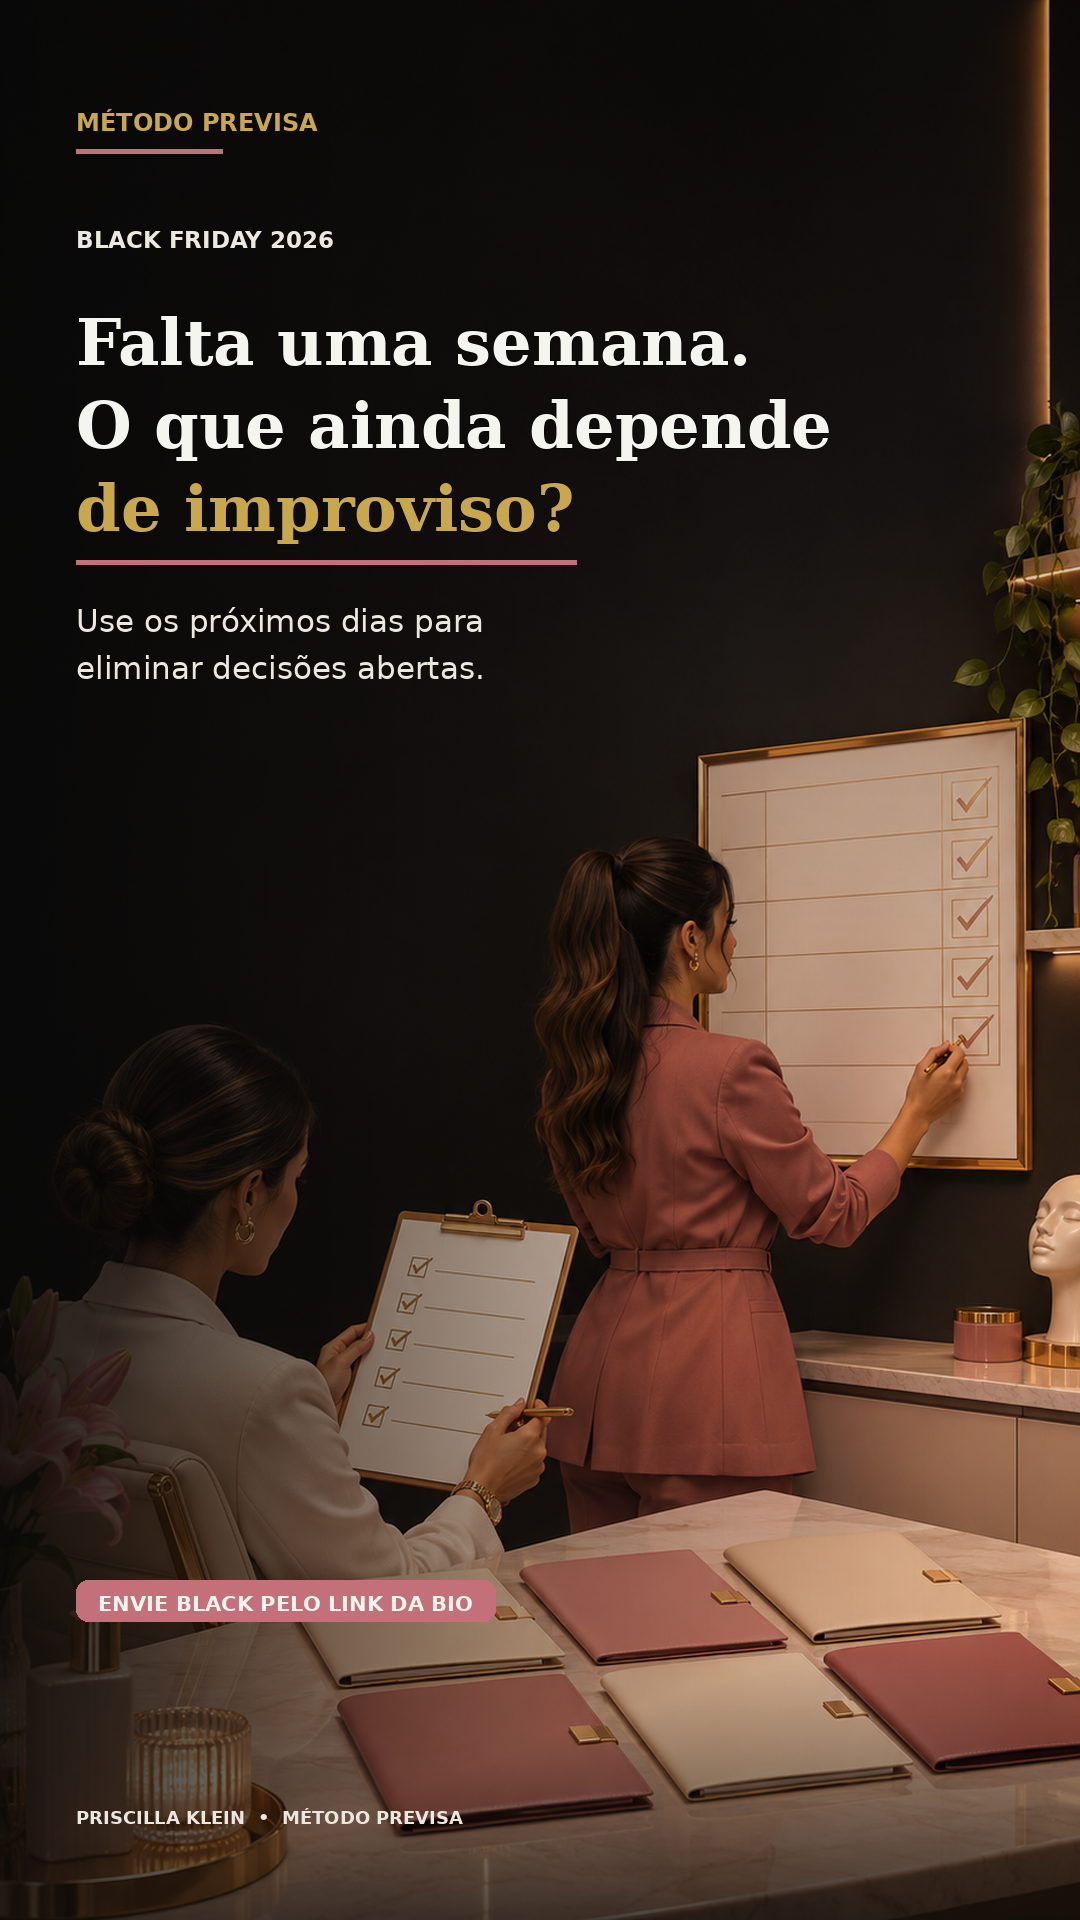 MÉTODO PREVISA
BLACK FRIDAY 2026
Falta uma semana.
O que ainda depende
de improviso?
Use os próximos dias para
eliminar decisões abertas.
ENVIE BLACK PELO LINK DA BIO
PRISCILLA KLEIN • MÉTODO PREVISA